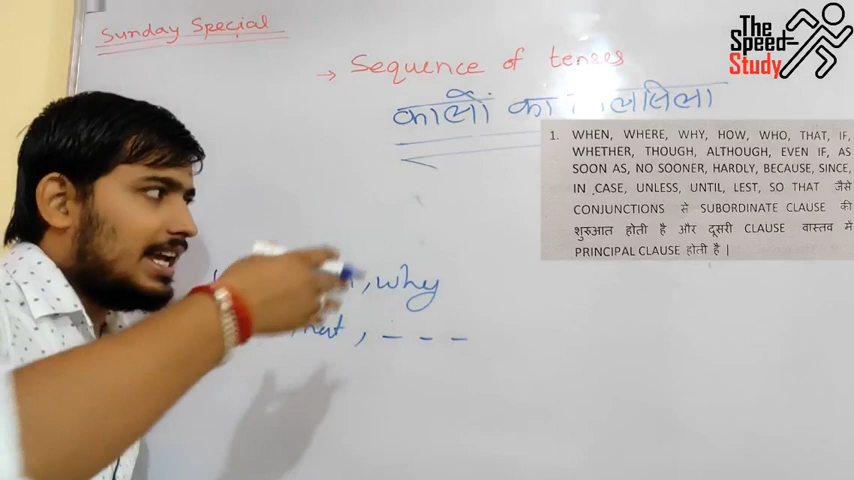 Sunday Special
The
Speed-
Study
→ Sequence of tenses
कालों का
1. WHEN, WHERE, WHY, HOW, WHO, THAT, IF,
WHETHER, THOUGH, ALTHOUGH, EVEN IF, AS
SOON AS, NO SOONER, HARDLY, BECAUSE, SINCE,
IN CASE, UNLESS, UNTIL, LEST, SO THAT जैसे
CONJUNCTIONS से SUBORDINATE CLAUSE की
शुरुआत होती है और दूसरी CLAUSE वास्तव में
PRINCIPAL CLAUSE होती है |
, why
, - - -